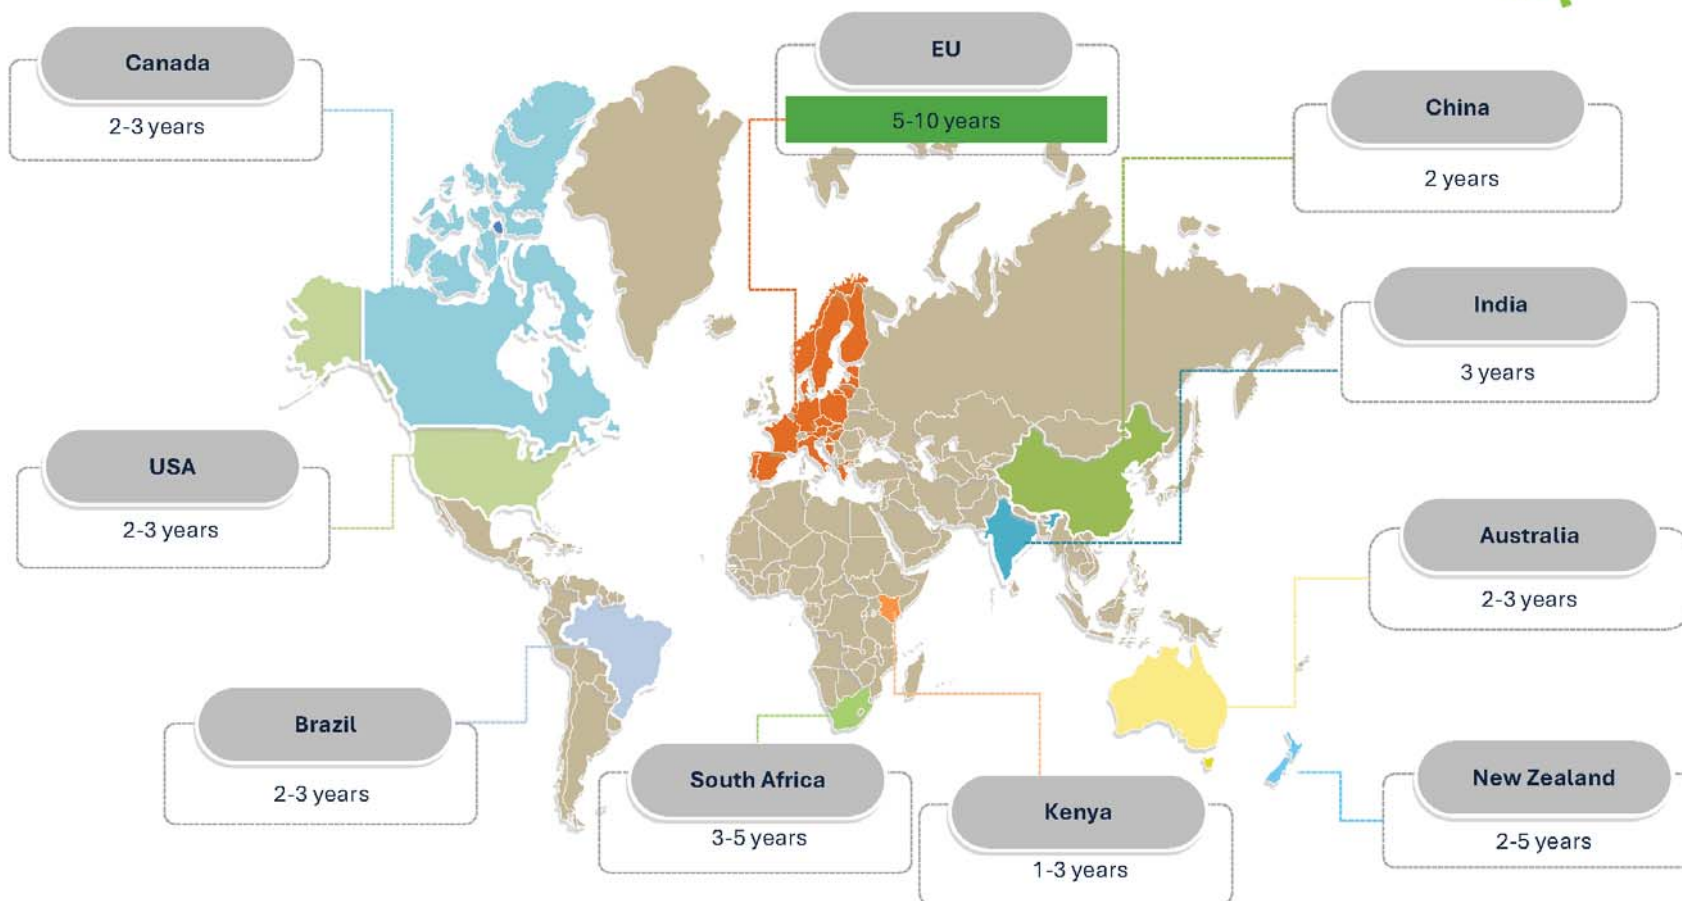 Canada
2-3 years
EU
5-10 years
China
2 years
India
3 years
USA
2-3 years
Australia
2-3 years
Brazil
2-3 years
South Africa
3-5 years
Kenya
1-3 years
New Zealand
2-5 years